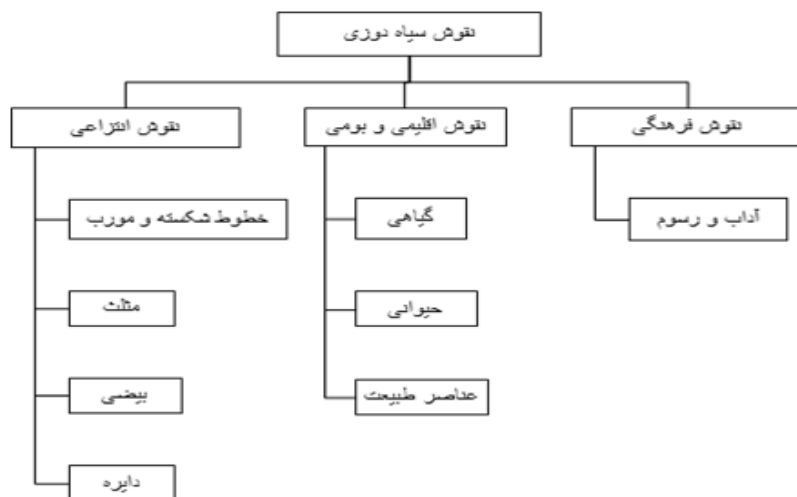 نقوش سیاه دوزی
نقوش فرهنگی
نقوش اقلیمی و بومی
نقوش انتزاعی
آداب و رسوم
گیاهی
خطوط شکسته و مورب
حیوانی
مثلث
عناصر طبیعت
بیضی
دایره